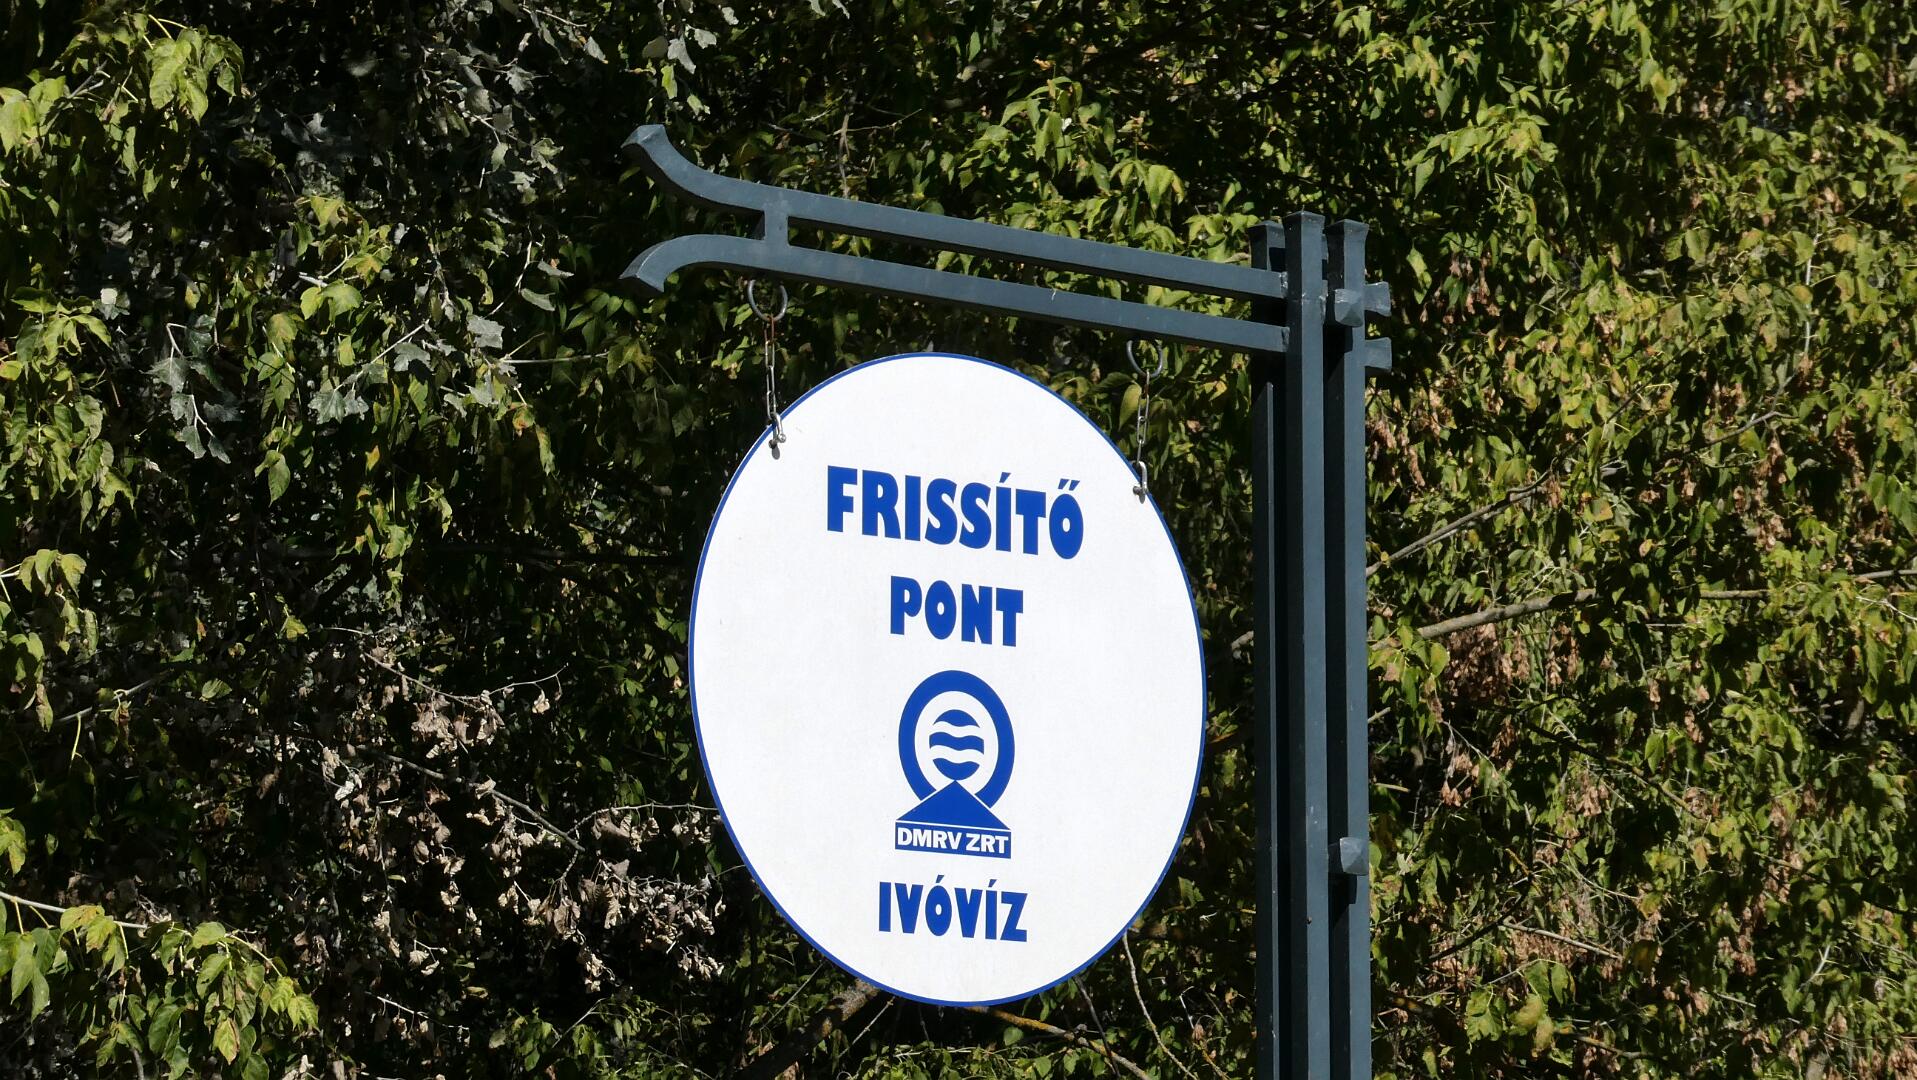 FRISSÍTŐ
PONT
DMRV ZRT
IVÓVÍZ